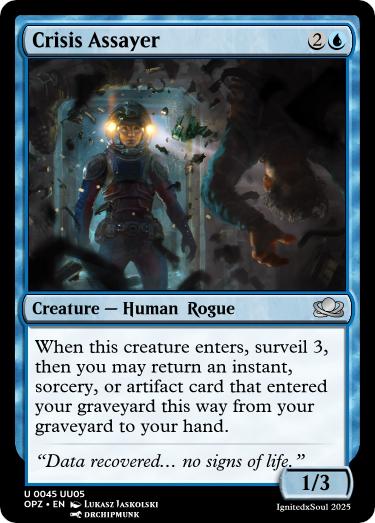 Crisis Assayer 2
Creature — Human Rogue
When this creature enters, surveil 3,
then you may return an instant,
sorcery, or artifact card that entered
your graveyard this way from your
graveyard to your hand.
“Data recovered… no signs of life.”
1/3
U 0045 UU05
OPZ • EN Lukasz Jaskolski
drchipmunk
IgnitedxSoul 2025